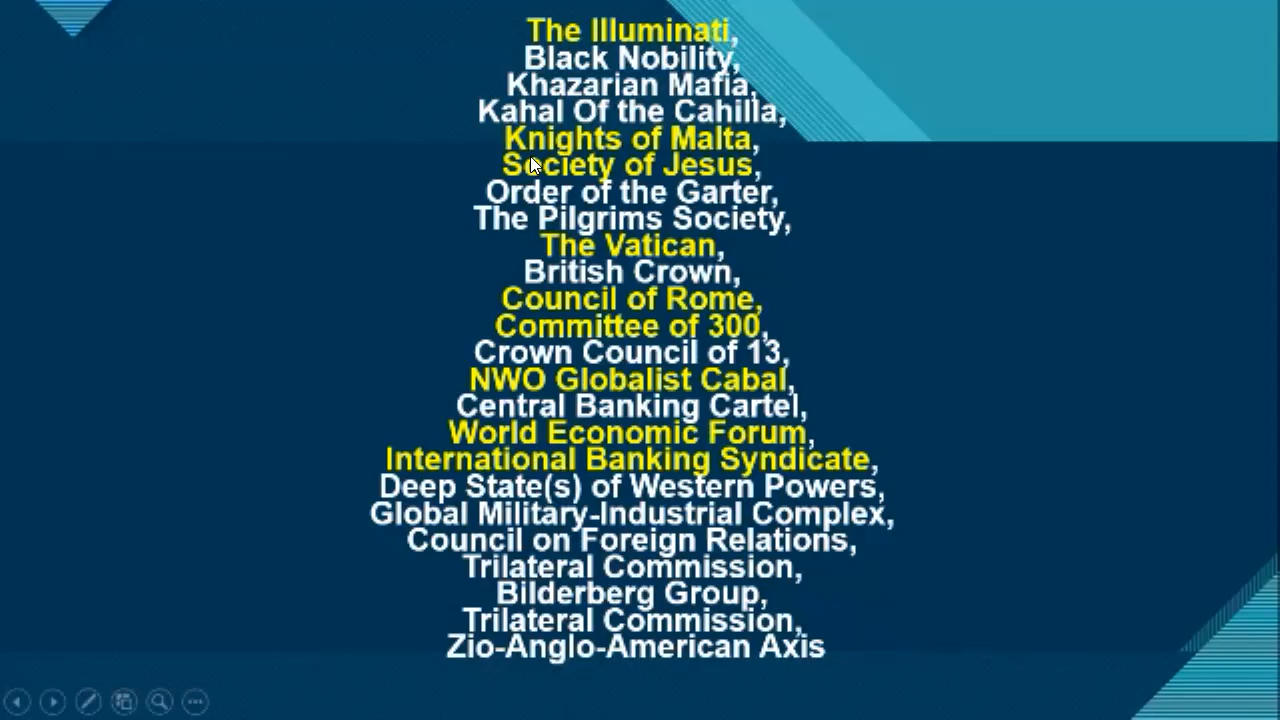 The Illuminati,
Black Nobility,
Khazarian Mafia,
Kahal Of the Cahilla,
Knights of Malta,
Society of Jesus,
Order of the Garter,
The Pilgrims Society,
The Vatican,
British Crown,
Council of Rome,
Committee of 300,
Crown Council of 13,
NWO Globalist Cabal,
Central Banking Cartel,
World Economic Forum,
International Banking Syndicate,
Deep State(s) of Western Powers,
Global Military-Industrial Complex,
Council on Foreign Relations,
Trilateral Commission,
Bilderberg Group,
Trilateral Commission,
Zio-Anglo-American Axis